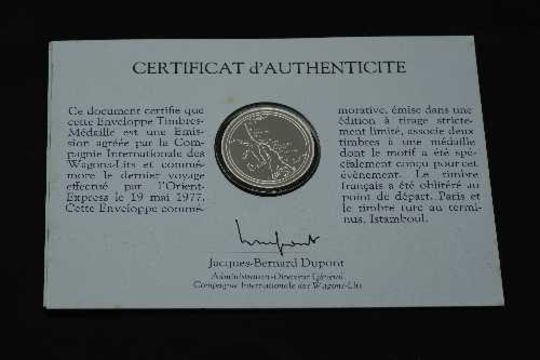 CERTIFICAT d'AUTHENTICITE
Ce document certifie que
cette Enveloppe Timbres-
Médaille est une Emis-
sion agréée par la Com-
pagnie Internationale des
Wagons-Lits et commé-
more le dernier voyage
effectué par l'Orient-
Express le 19 mai 1977.
Cette Enveloppe commé-
morative, émise dans une
édition à tirage stricte-
ment limité, associe deux
timbres à une médaille
dont le motif a été spé-
cialement conçu pour cet
évènement. Le timbre
français a été oblitéré au
point de départ, Paris et
le timbre turc au termi-
nus, Istamboul.
Jacques-Bernard Dupont
Administrateur-Directeur Général
Compagnie Internationale des Wagons-Lits